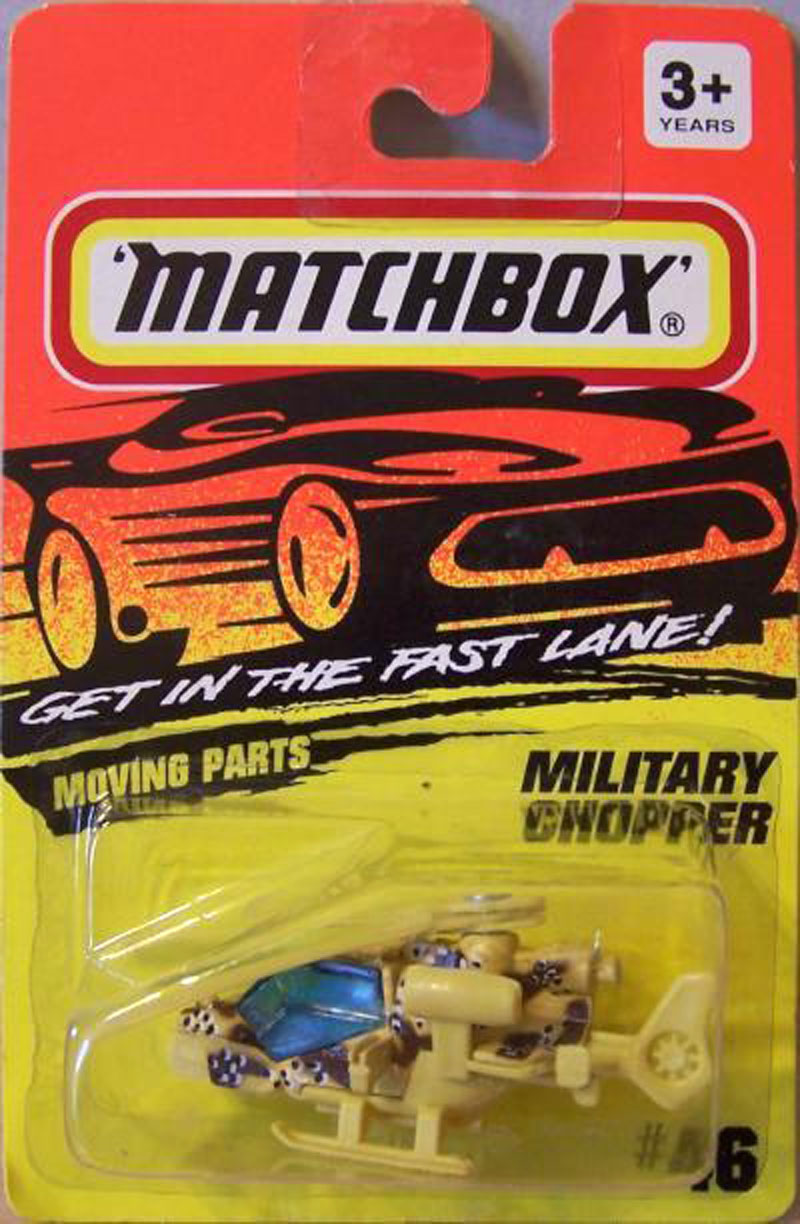 3+
YEARS
'MATCHBOX'®
GET IN THE FAST LANE!
MOVING PARTS
MILITARY
CHOPPER